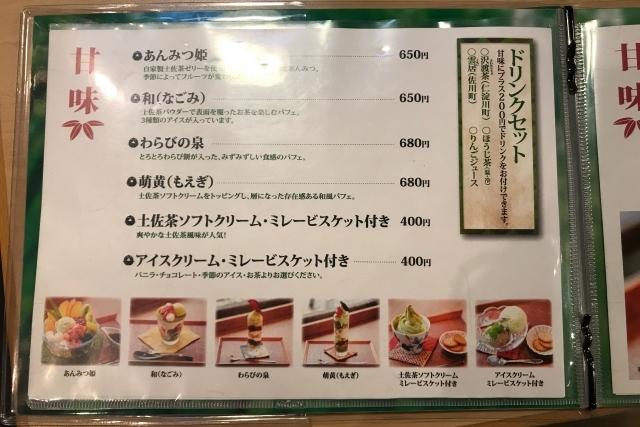 甘味
あんみつ姫 650円
自家製土佐茶ゼリーを使 あんみつ。
季節によってフルーツが変わ
和(なごみ) 650円
土佐茶パウダーで表面を覆ったお茶を楽しむパフェ。
3種類のアイスが入っています。
わらびの泉 680円
とろとろわらび餅が入った、みずみずしい食感のパフェ。
萌黄(もえぎ) 680円
土佐茶ソフトクリームをトッピングし、層になった存在感ある和風パフェ。
土佐茶ソフトクリーム・ミレービスケット付き 400円
爽やかな土佐茶風味が人気!
アイスクリーム・ミレービスケット付き 400円
バニラ・チョコレート・季節のアイス・お茶よりお選びください。
ドリンクセット
甘味にプラス200円でドリンクをお付けできます。
○沢渡茶(仁淀川町) ○ほうじ茶(温・冷)
○雲居(佐川町) ○りんごジュース
あんみつ姫
和(なごみ)
わらびの泉
萌黄(もえぎ)
土佐茶ソフトクリーム
ミレービスケット付き
アイスクリーム
ミレービスケット付き